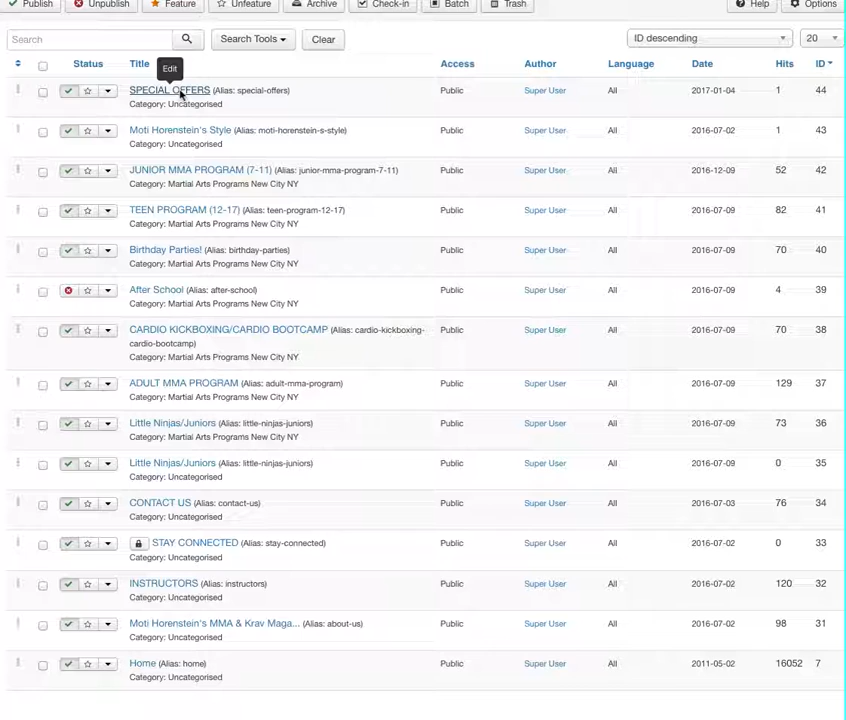 Publish Unpublish Feature Unfeature Archive Check-in Batch Trash Help Options
Search Search Tools Clear ID descending 20
Status Title Access Author Language Date Hits ID
Edit
SPECIAL OFFERS (Alias: special-offers) Public Super User All 2017-01-04 1 44
Category: Uncategorised
Moti Horenstein's Style (Alias: moti-horenstein-s-style) Public Super User All 2016-07-02 1 43
Category: Uncategorised
JUNIOR MMA PROGRAM (7-11) (Alias: junior-mma-program-7-11) Public Super User All 2016-12-09 52 42
Category: Martial Arts Programs New City NY
TEEN PROGRAM (12-17) (Alias: teen-program-12-17) Public Super User All 2016-07-09 82 41
Category: Martial Arts Programs New City NY
Birthday Parties! (Alias: birthday-parties) Public Super User All 2016-07-09 70 40
Category: Martial Arts Programs New City NY
After School (Alias: after-school) Public Super User All 2016-07-09 4 39
Category: Martial Arts Programs New City NY
CARDIO KICKBOXING/CARDIO BOOTCAMP (Alias: cardio-kickboxing- Public Super User All 2016-07-09 70 38
cardio-bootcamp)
Category: Martial Arts Programs New City NY
ADULT MMA PROGRAM (Alias: adult-mma-program) Public Super User All 2016-07-09 129 37
Category: Martial Arts Programs New City NY
Little Ninjas/Juniors (Alias: little-ninjas-juniors) Public Super User All 2016-07-09 73 36
Category: Martial Arts Programs New City NY
Little Ninjas/Juniors (Alias: little-ninjas-juniors) Public Super User All 2016-07-09 0 35
Category: Uncategorised
CONTACT US (Alias: contact-us) Public Super User All 2016-07-03 76 34
Category: Uncategorised
STAY CONNECTED (Alias: stay-connected) Public Super User All 2016-07-02 0 33
Category: Uncategorised
INSTRUCTORS (Alias: instructors) Public Super User All 2016-07-02 120 32
Category: Uncategorised
Moti Horenstein's MMA & Krav Maga... (Alias: about-us) Public Super User All 2016-07-02 98 31
Category: Uncategorised
Home (Alias: home) Public Super User All 2011-05-02 16052 7
Category: Uncategorised